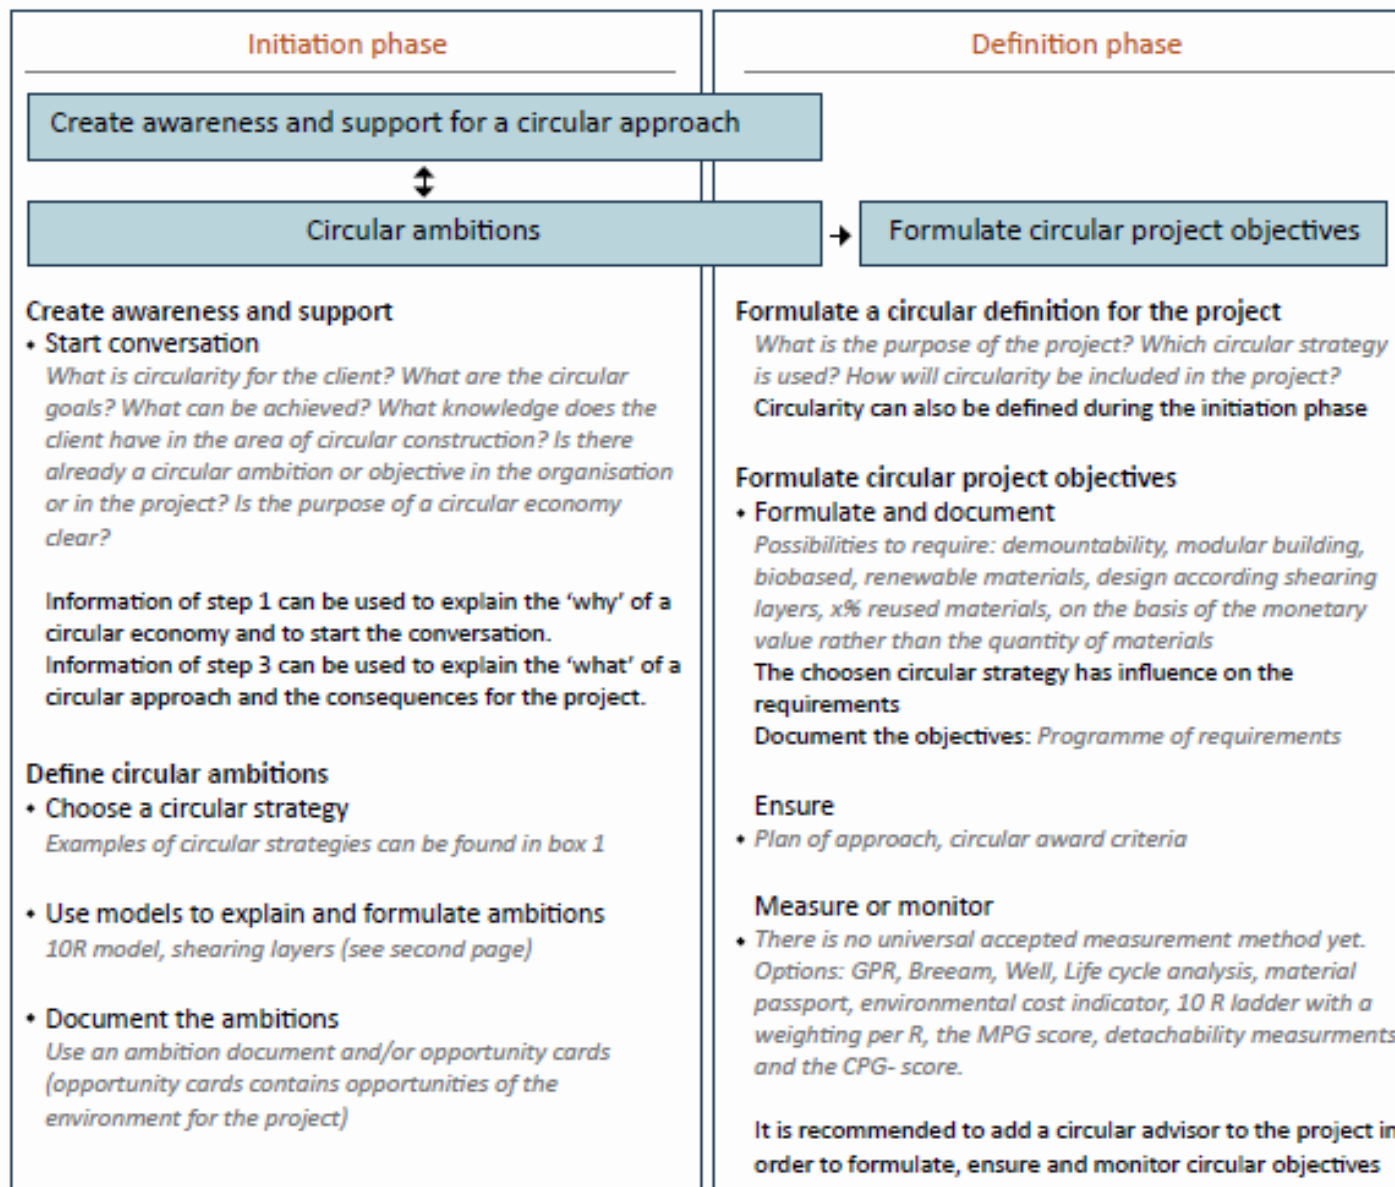 Initiation phase
Definition phase
Create awareness and support for a circular approach
Circular ambitions
Formulate circular project objectives
Create awareness and support
• Start conversation
What is circularity for the client? What are the circular
goals? What can be achieved? What knowledge does the
client have in the area of circular construction? Is there
already a circular ambition or objective in the organisation
or in the project? Is the purpose of a circular economy
clear?
Information of step 1 can be used to explain the ‘why’ of a
circular economy and to start the conversation.
Information of step 3 can be used to explain the ‘what’ of a
circular approach and the consequences for the project.
Define circular ambitions
• Choose a circular strategy
Examples of circular strategies can be found in box 1
• Use models to explain and formulate ambitions
10R model, shearing layers (see second page)
• Document the ambitions
Use an ambition document and/or opportunity cards
(opportunity cards contains opportunities of the
environment for the project)
Formulate a circular definition for the project
What is the purpose of the project? Which circular strategy
is used? How will circularity be included in the project?
Circularity can also be defined during the initiation phase
Formulate circular project objectives
• Formulate and document
Possibilities to require: demountability, modular building,
biobased, renewable materials, design according shearing
layers, x% reused materials, on the basis of the monetary
value rather than the quantity of materials
The choosen circular strategy has influence on the
requirements
Document the objectives: Programme of requirements
Ensure
• Plan of approach, circular award criteria
Measure or monitor
• There is no universal accepted measurement method yet.
Options: GPR, Breeam, Well, Life cycle analysis, material
passport, environmental cost indicator, 10 R ladder with a
weighting per R, the MPG score, detachability measurments
and the CPG- score.
It is recommended to add a circular advisor to the project in
order to formulate, ensure and monitor circular objectives